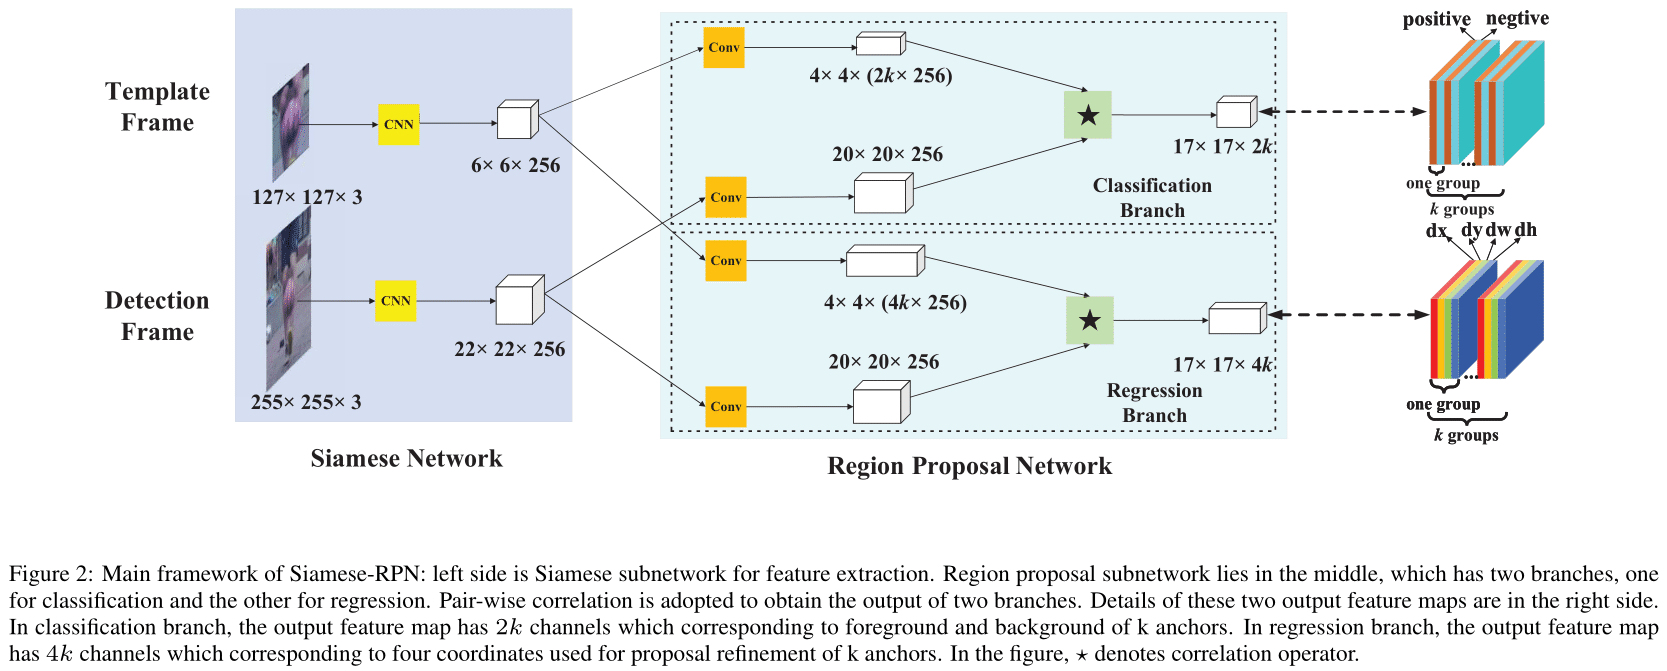 Template
Frame
127× 127× 3
CNN
6× 6× 256
Detection
Frame
255× 255× 3
CNN
22× 22× 256
Siamese Network
Conv
4× 4× (2k× 256)
Conv
20× 20× 256
★
17× 17× 2k
Classification
Branch
Conv
4× 4× (4k× 256)
Conv
20× 20× 256
★
17× 17× 4k
Regression
Branch
Region Proposal Network
positive negtive
one group
...
k groups
dx dy dw dh
one group
...
k groups
Figure 2: Main framework of Siamese-RPN: left side is Siamese subnetwork for feature extraction. Region proposal subnetwork lies in the middle, which has two branches, one
for classification and the other for regression. Pair-wise correlation is adopted to obtain the output of two branches. Details of these two output feature maps are in the right side.
In classification branch, the output feature map has 2k channels which corresponding to foreground and background of k anchors. In regression branch, the output feature map
has 4k channels which corresponding to four coordinates used for proposal refinement of k anchors. In the figure, ⋆ denotes correlation operator.